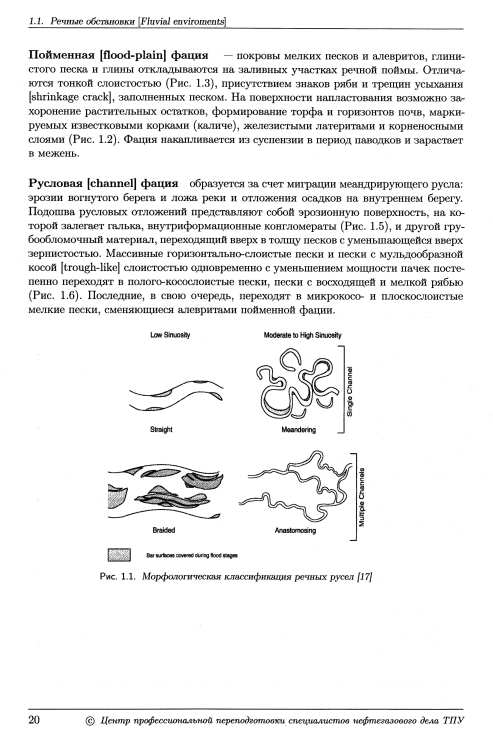 1.1. Речные обстановки [Fluvial enviroments]
Пойменная [flood-plain] фация — покровы мелких песков и алевритов, глини-
стого песка и глины откладываются на заливных участках речной поймы. Отлича-
ются тонкой слоистостью (Рис. 1.3), присутствием знаков ряби и трещин усыхания
[shrinkage crack], заполненных песком. На поверхности напластования возможно за-
хоронение растительных остатков, формирование торфа и горизонтов почв, марки-
руемых известковыми корками (каличе), железистыми латеритами и корненосными
слоями (Рис. 1.2). Фация накапливается из суспензии в период паводков и зарастает
в межень.
Русловая [channel] фация образуется за счет миграции меандрирующего русла:
эрозии вогнутого берега и ложа реки и отложения осадков на внутреннем берегу.
Подошва русловых отложений представляют собой эрозионную поверхность, на ко-
торой залегает галька, внутриформационные конгломераты (Рис. 1.5), и другой гру-
бообломочный материал, переходящий вверх в толщу песков с уменьшающейся вверх
зернистостью. Массивные горизонтально-слоистые пески и пески с мульдообразной
косой [trough-like] слоистостью одновременно с уменьшением мощности пачек посте-
пенно переходят в полого-косослоистые пески, пески с восходящей и мелкой рябью
(Рис. 1.6). Последние, в свою очередь, переходят в микрокосо- и плоскослоистые
мелкие пески, сменяющиеся алевритами пойменной фации.
Low Sinuosity
Moderate to High Sinuosity
Single Channel
Straight
Meandering
Multiple Channels
Braided
Anastomosing
Bar surfaces covered during flood stages
Рис. 1.1. Морфологическая классификация речных русел [17]
20
© Центр профессиональной переподготовки специалистов нефтегазового дела ТПУ